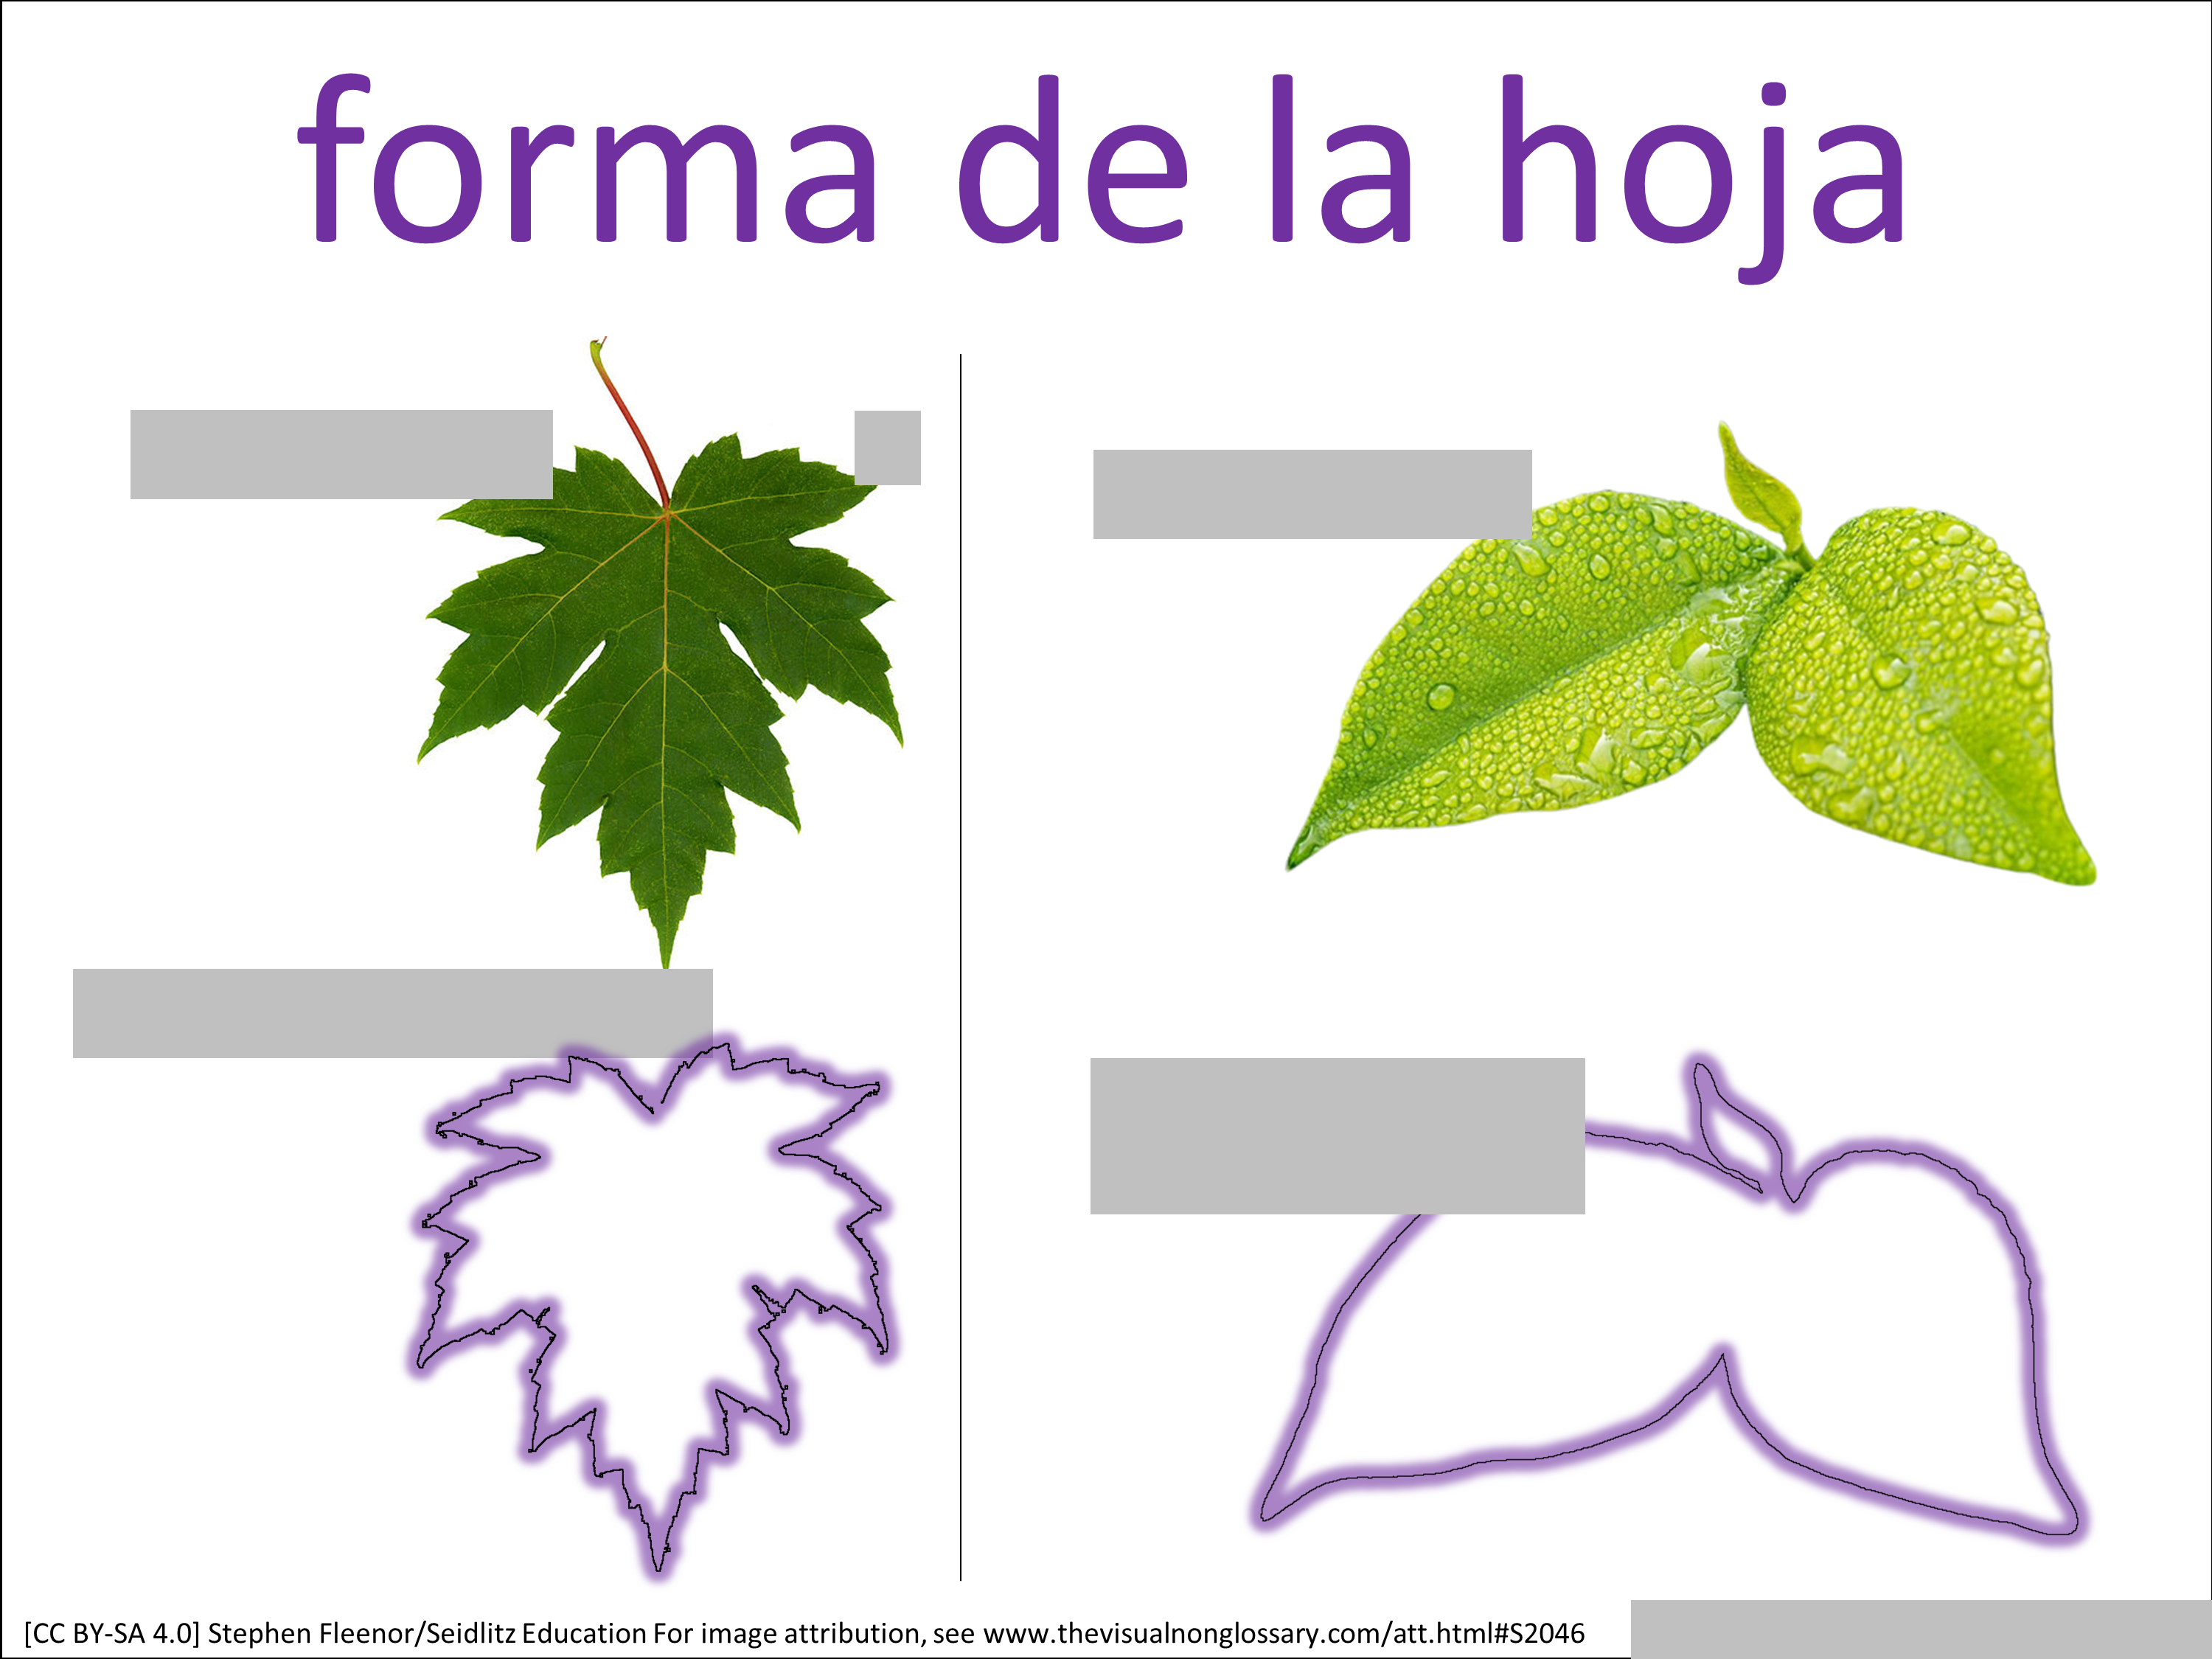 forma de la hoja
[CC BY-SA 4.0] Stephen Fleenor/Seidlitz Education For image attribution, see www.thevisualnonglossary.com/att.html#S2046